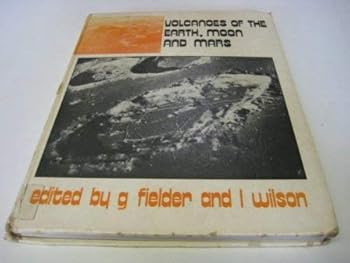 VOLCANOES OF THE
EARTH, MOON
AND MARS
edited by g fielder and l wilson